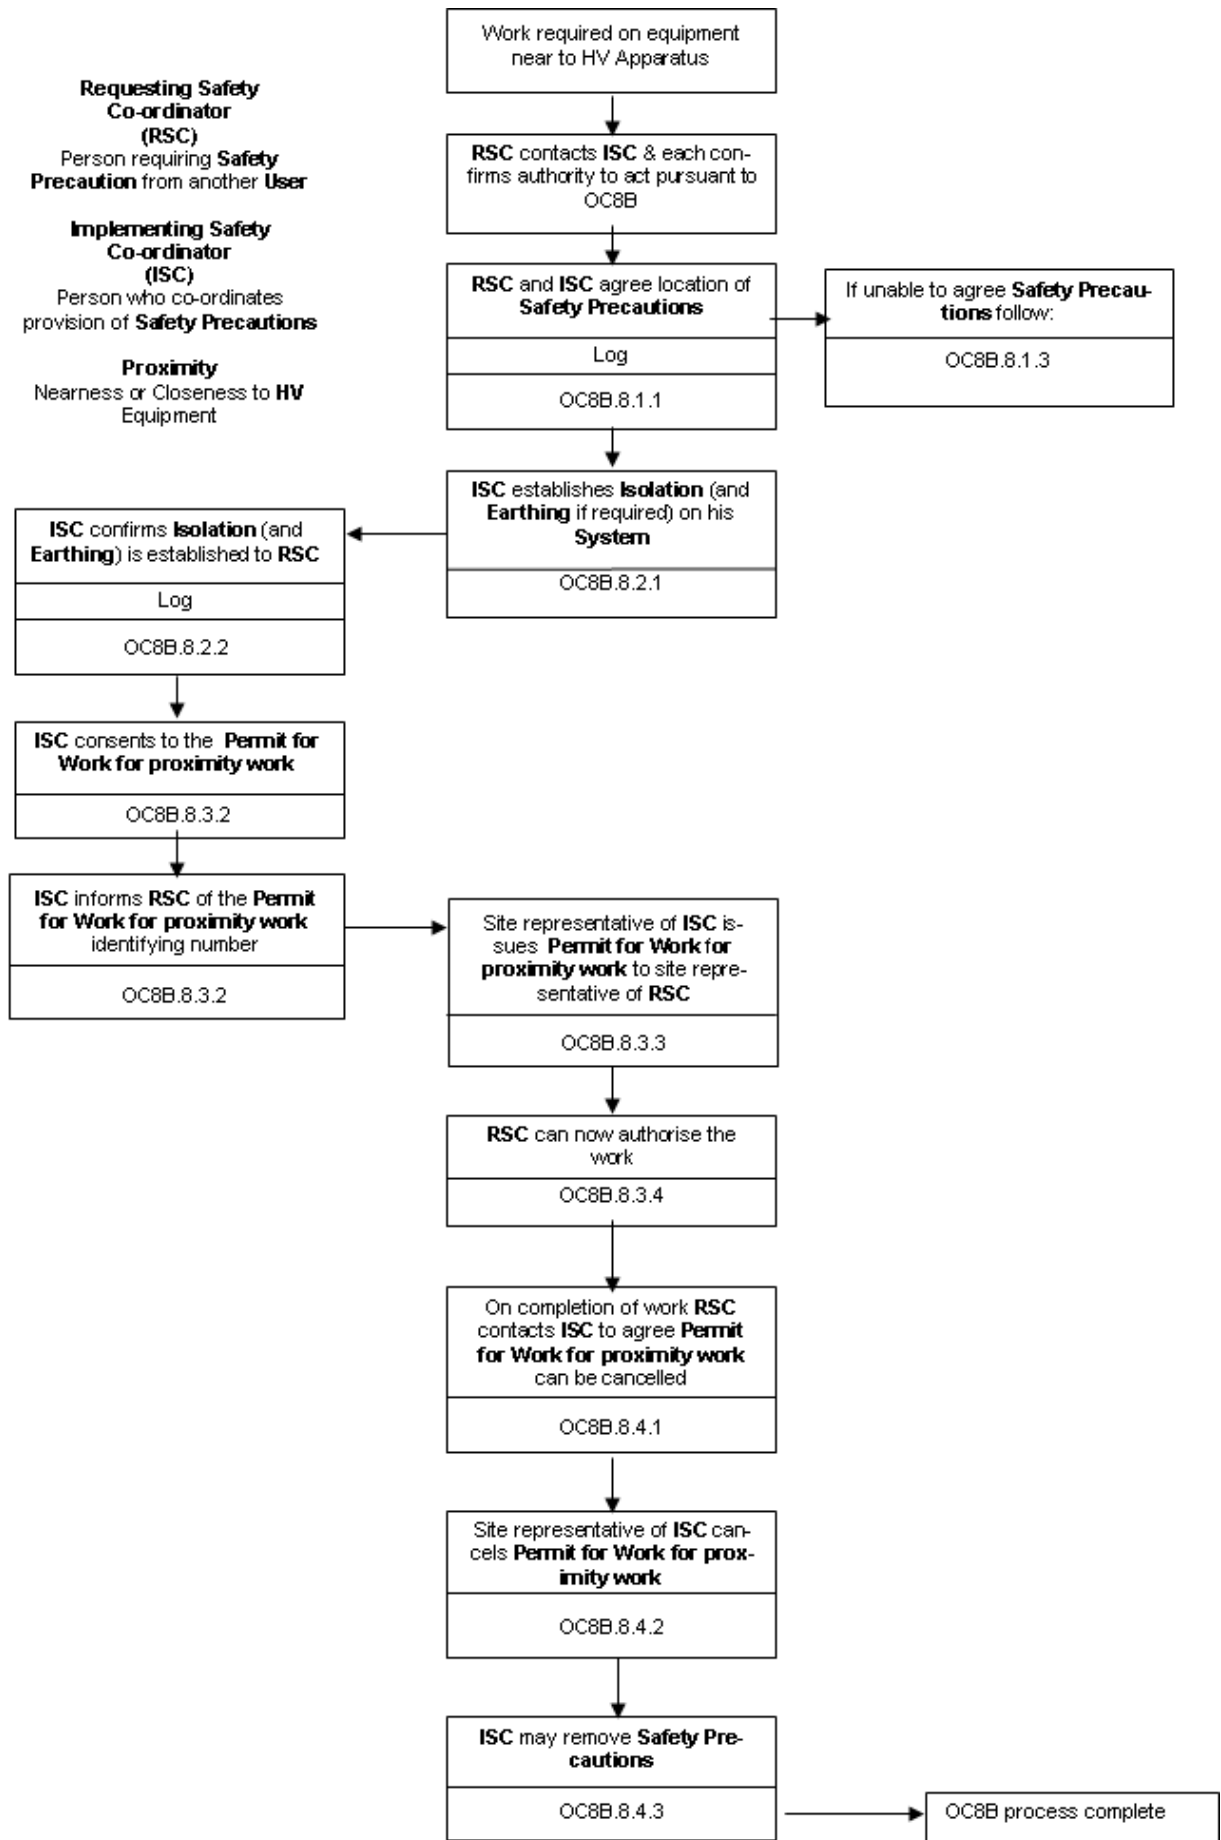 Work required on equipment
near to HV Apparatus
Requesting Safety
Co-ordinator
(RSC)
Person requiring Safety
Precaution from another User
Implementing Safety
Co-ordinator
(ISC)
Person who co-ordinates
provision of Safety Precautions
Proximity
Nearness or Closeness to HV
Equipment
RSC contacts ISC & each con-
firms authority to act pursuant to
OC8B
RSC and ISC agree location of
Safety Precautions
Log
OC8B.8.1.1
If unable to agree Safety Precau-
tions follow:
OC8B.8.1.3
ISC establishes Isolation (and
Earthing if required) on his
System
OC8B.8.2.1
ISC confirms Isolation (and
Earthing) is established to RSC
Log
OC8B.8.2.2
ISC consents to the Permit for
Work for proximity work
OC8B.8.3.2
ISC informs RSC of the Permit
for Work for proximity work
identifying number
OC8B.8.3.2
Site representative of ISC is-
sues Permit for Work for
proximity work to site repre-
sentative of RSC
OC8B.8.3.3
RSC can now authorise the
work
OC8B.8.3.4
On completion of work RSC
contacts ISC to agree Permit
for Work for proximity work
can be cancelled
OC8B.8.4.1
Site representative of ISC can-
cels Permit for Work for prox-
imity work
OC8B.8.4.2
ISC may remove Safety Pre-
cautions
OC8B.8.4.3
OC8B process complete